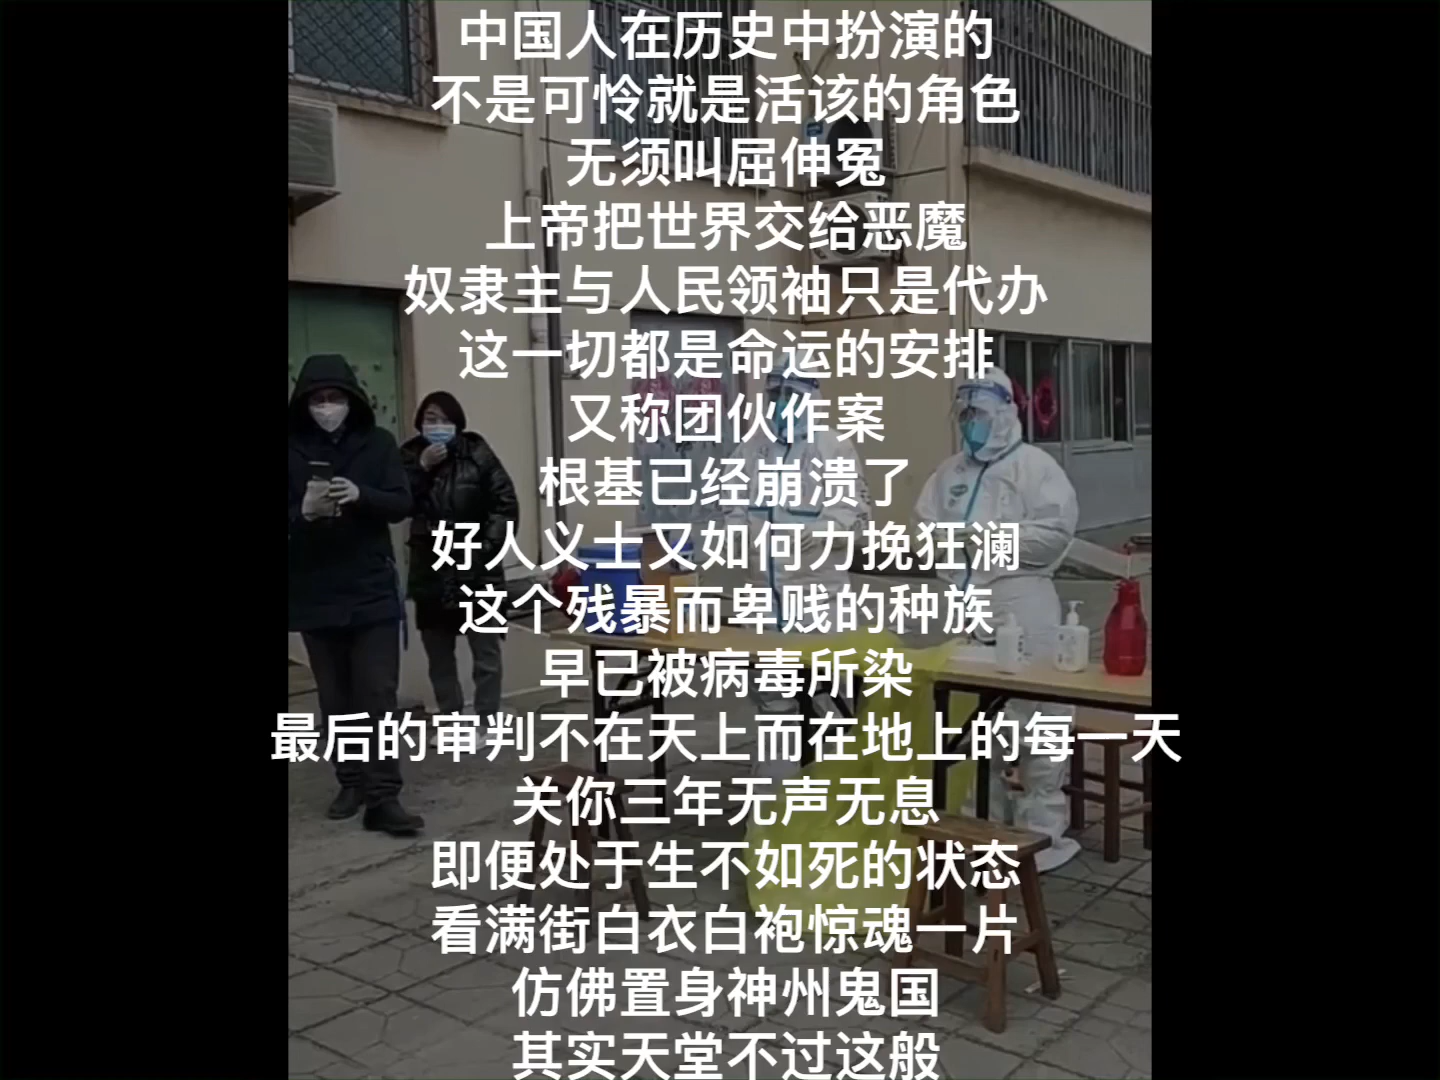 中国人在历史中扮演的
不是可怜就是活该的角色
无须叫屈伸冤
上帝把世界交给恶魔
奴隶主与人民领袖只是代办
这一切都是命运的安排
又称团伙作案
根基已经崩溃了
好人义士又如何力挽狂澜
这个残暴而卑贱的种族
早已被病毒所染
最后的审判不在天上而在地上的每一天
关你三年无声无息
即便处于生不如死的状态
看满街白衣白袍惊魂一片
仿佛置身神州鬼国
其实天堂不过这般